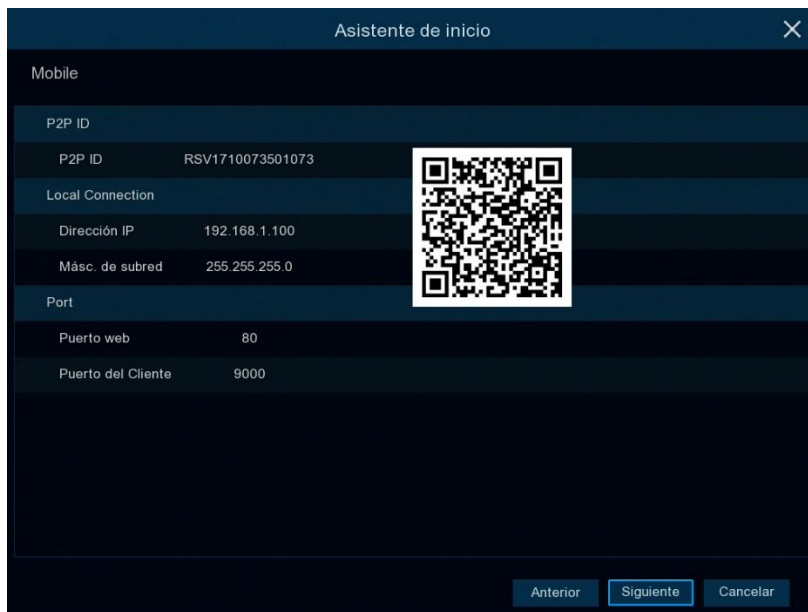 Asistente de inicio
Mobile
P2P ID
P2P ID RSV1710073501073
Local Connection
Dirección IP 192.168.1.100
Másc. de subred 255.255.255.0
Port
Puerto web 80
Puerto del Cliente 9000
Anterior Siguiente Cancelar